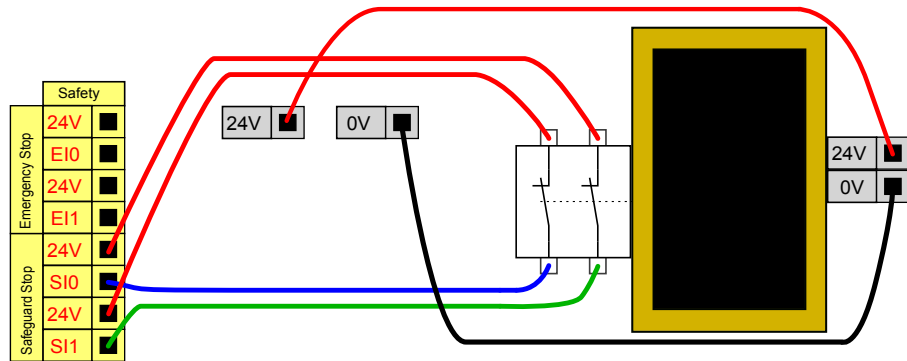 Safety
Emergency Stop
24V
EI0
24V
EI1
Safeguard Stop
24V
SI0
24V
SI1
24V
0V
24V
0V